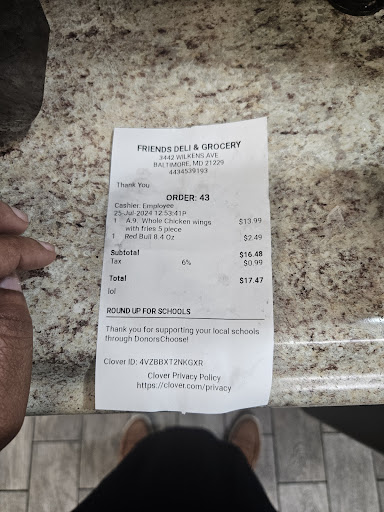 FRIENDS DELI & GROCERY
3442 WILKENS AVE
BALTIMORE, MD 21229
4434539193
Thank You
ORDER: 43
Cashier: Employee
25-Jul-2024 12:53:41P
1 A.9. Whole Chicken wings $13.99
with fries 5 piece
1 Red Bull 8.4 Oz $2.49
Subtotal $16.48
Tax 6% $0.99
Total $17.47
lol
ROUND UP FOR SCHOOLS
Thank you for supporting your local schools
through DonorsChoose!
Clover ID: 4VZBBXT2NKGXR
Clover Privacy Policy
https://clover.com/privacy